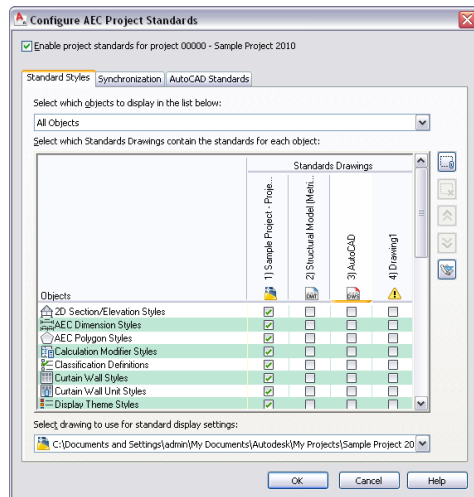 Configure AEC Project Standards
Enable project standards for project 00000 - Sample Project 2010
Standard Styles Synchronization AutoCAD Standards
Select which objects to display in the list below:
All Objects
Select which Standards Drawings contain the standards for each object:
Standards Drawings
1) Sample Project - Proje...
2) Structural Model (Metri...
3) AutoCAD
4) Drawing1
Objects
DWT DWS
2D Section/Elevation Styles
AEC Dimension Styles
AEC Polygon Styles
Calculation Modifier Styles
Classification Definitions
Curtain Wall Styles
Curtain Wall Unit Styles
Display Theme Styles
Select drawing to use for standard display settings:
C:\Documents and Settings\admin\My Documents\Autodesk\My Projects\Sample Project 20
OK Cancel Help